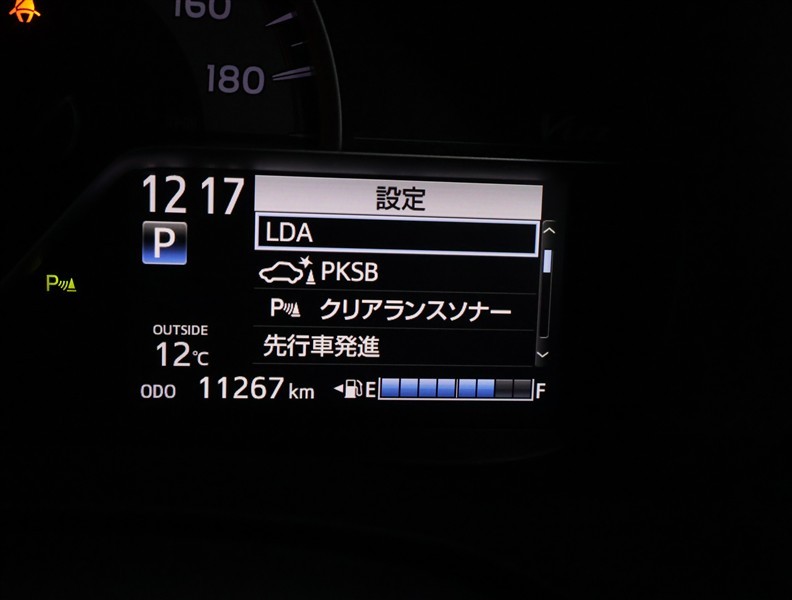 160
180
12 17
設定
P
LDA
PKSB
P
P クリアランスソナー
OUTSIDE
12℃
先行車発進
ODO 11267 km
E F